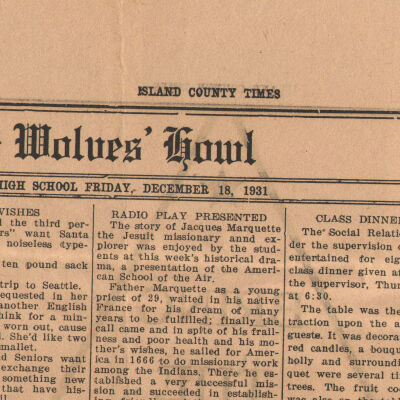 ISLAND COUNTY TIMES
Wolves' Howl
HIGH SCHOOL FRIDAY, DECEMBER 18, 1931
WISHES
the third per-
ers" want Santa
noiseless type-
ten pound sack
trip to Seattle.
requested in her
another English
think for a min-
worn out, cause
. She'd like two
mallet.
nd Seniors want
exchange their
something new
that have his-
RADIO PLAY PRESENTED
The story of Jacques Marquette
the Jesuit missionary annd ex-
plorer was enjoyed by the stud-
ents at this week's historical dra-
ma, a presentation of the Ameri-
can School of the Air.
Father Marquette as a young
priest of 29, waited in his native
France for his dream of many
years to be fulfilled; finally the
call came and in spite of his frail-
ness and poor health and his mo-
ther's wishes, he sailed for Amer-
ica in 1666 to do missionary work
among the Indians. There he es-
tablished a very successful mis-
sion and succeeded in establish-
CLASS DINNE
The Social Relati
der the supervision o
entertained for eig
class dinner given at
the supervisor, Thu
at 6:30.
The table was the
traction upon the a
guests. It was decora
red candles, a bouqu
holly and surroundi
quet were several ti
trees. The fruit co